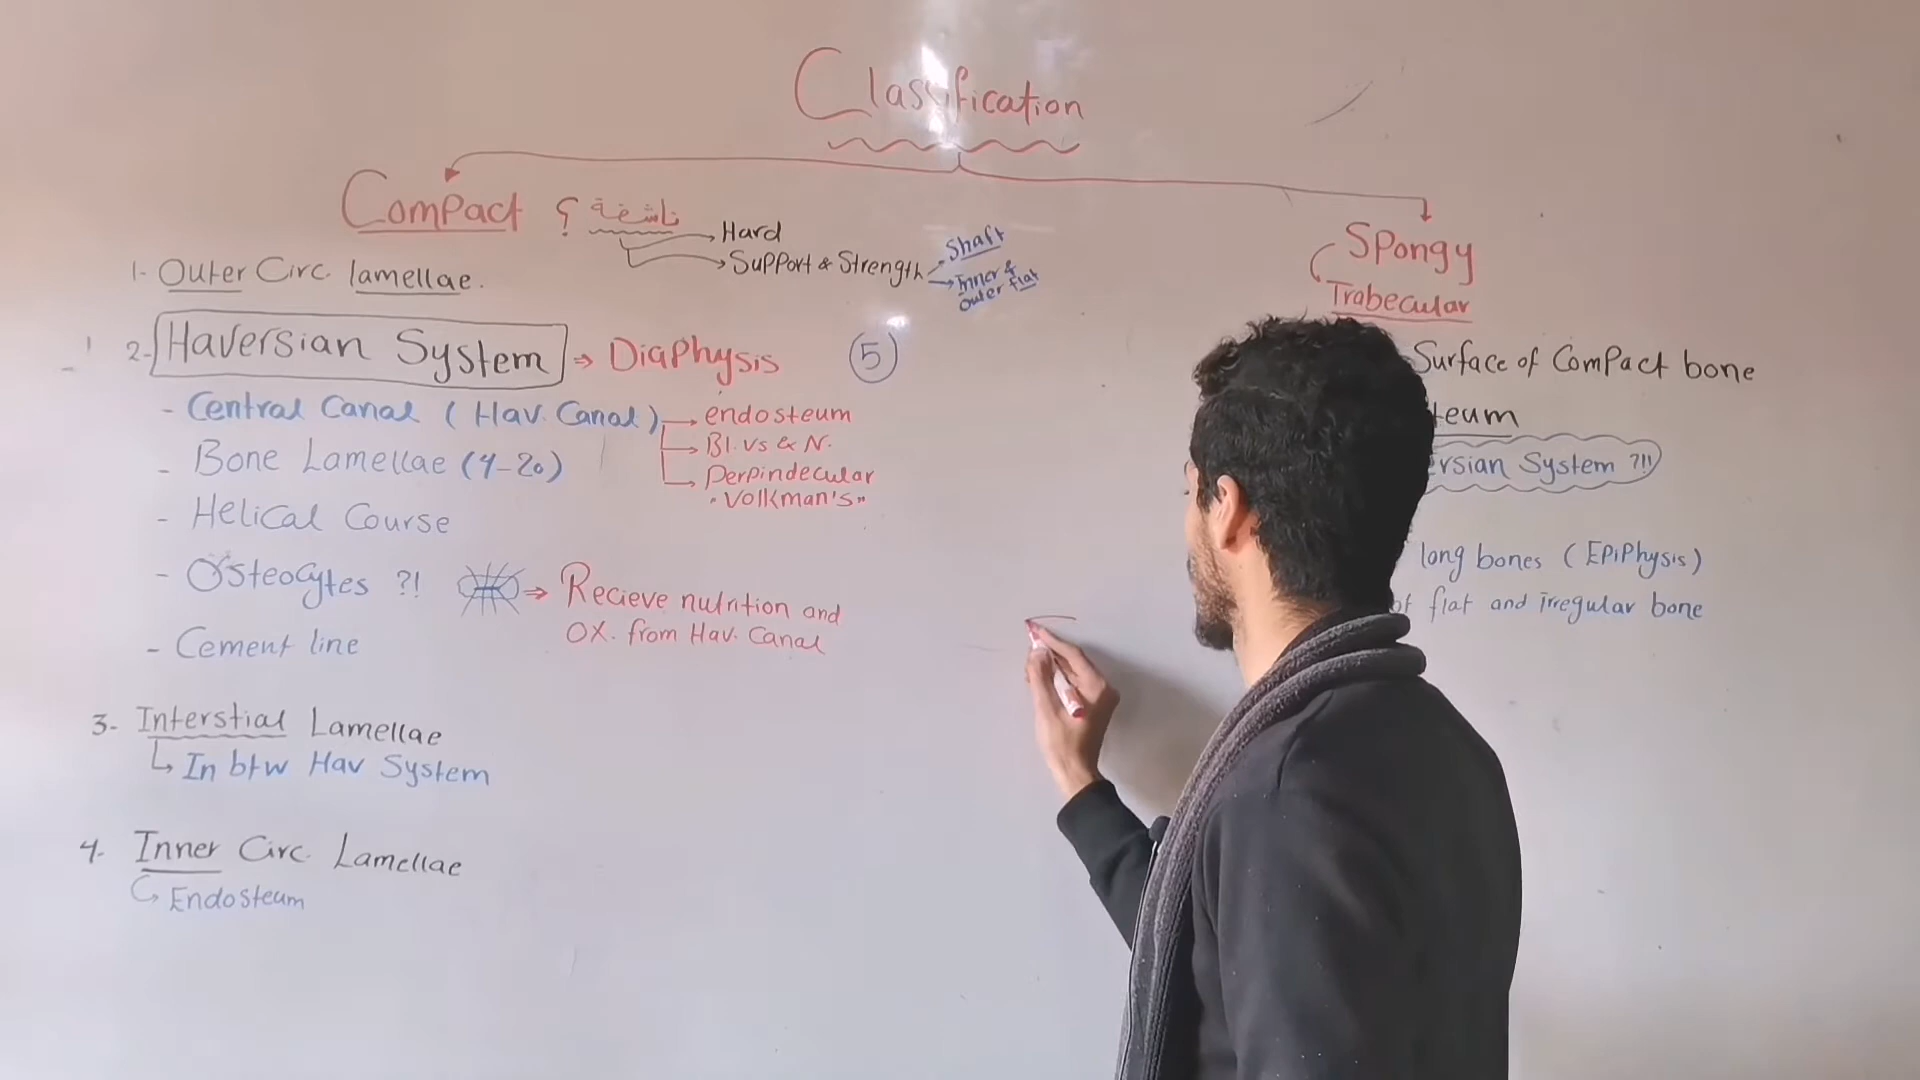 Classification
Compact ؟ ناشفة
Hard
Support & Strength
Shaft
Inner &
outer flat
1- Outer Circ. lamellae.
2- Haversian System ⇒ Diaphysis
5
- Central Canal ( Hav. Canal )
endosteum
Bl. vs & N.
Perpindecular
"Volkman's"
- Bone Lamellae (4-20)
- Helical Course
- Osteocytes ?! ⇒ Recieve nutrition and
OX. from Hav. Canal
- Cement line
3- Interstial Lamellae
In btw Hav System
4- Inner Circ. Lamellae
Endosteum
Spongy
Trabecular
Surface of Compact bone
System ?!!
long bones ( Epiphysis )
of flat and irregular bone